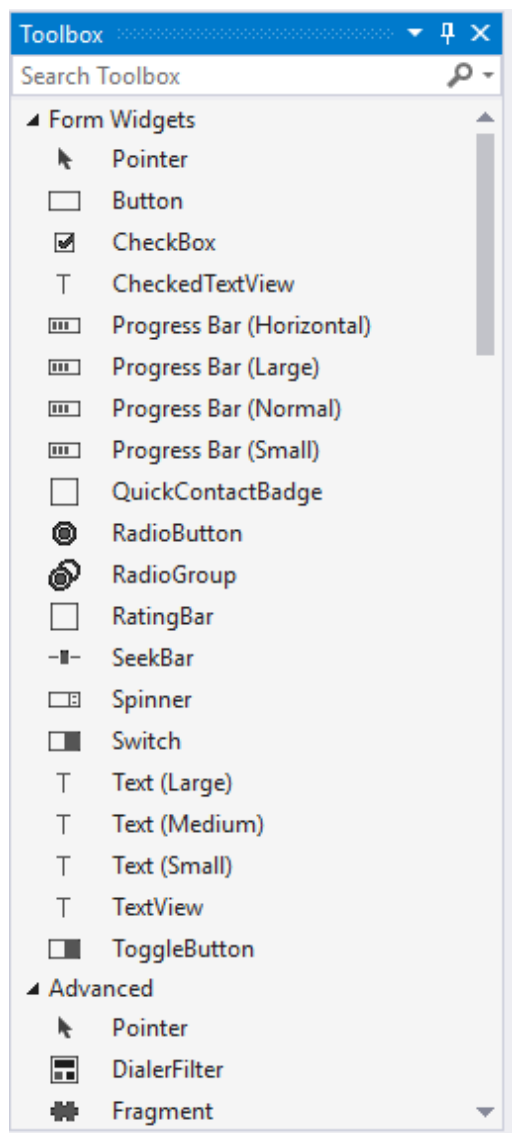 Toolbox
Search Toolbox
Form Widgets
Pointer
Button
CheckBox
CheckedTextView
Progress Bar (Horizontal)
Progress Bar (Large)
Progress Bar (Normal)
Progress Bar (Small)
QuickContactBadge
RadioButton
RadioGroup
RatingBar
SeekBar
Spinner
Switch
Text (Large)
Text (Medium)
Text (Small)
TextView
ToggleButton
Advanced
Pointer
DialerFilter
Fragment